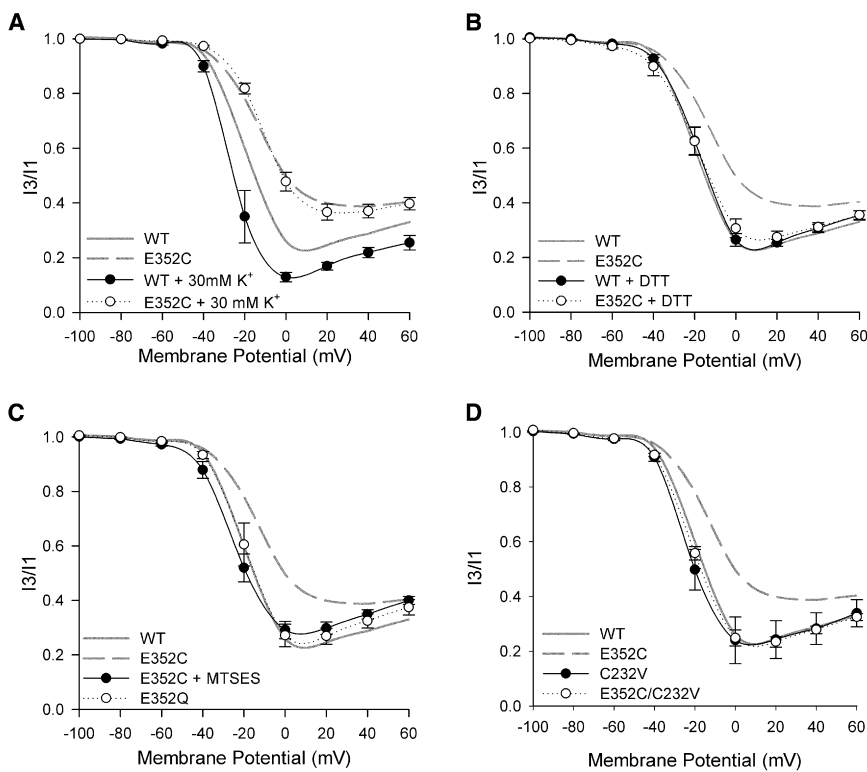 A
I3/I1
1.0
0.8
0.6
0.4
0.2
0.0
WT
E352C
WT + 30mM K+
E352C + 30 mM K+
-100 -80 -60 -40 -20 0 20 40 60
Membrane Potential (mV)
B
I3/I1
1.0
0.8
0.6
0.4
0.2
0.0
WT
E352C
WT + DTT
E352C + DTT
-100 -80 -60 -40 -20 0 20 40 60
Membrane Potential (mV)
C
I3/I1
1.0
0.8
0.6
0.4
0.2
0.0
WT
E352C
E352C + MTSES
E352Q
-100 -80 -60 -40 -20 0 20 40 60
Membrane Potential (mV)
D
I3/I1
1.0
0.8
0.6
0.4
0.2
0.0
WT
E352C
C232V
E352C/C232V
-100 -80 -60 -40 -20 0 20 40 60
Membrane Potential (mV)